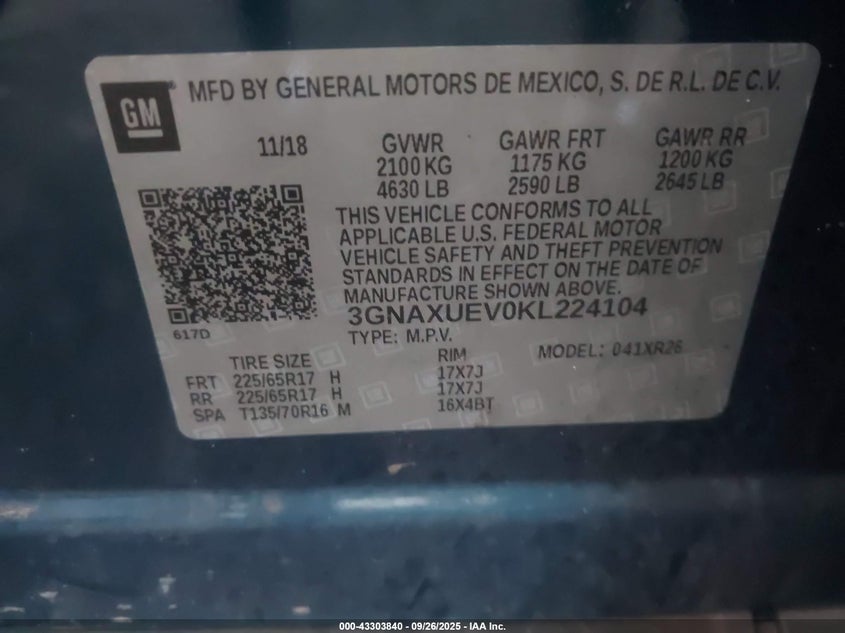 GM
MFD BY GENERAL MOTORS DE MEXICO, S. DE R.L. DE C.V.
11/18 GVWR GAWR FRT GAWR RR
2100 KG 1175 KG 1200 KG
4630 LB 2590 LB 2645 LB
THIS VEHICLE CONFORMS TO ALL
APPLICABLE U.S. FEDERAL MOTOR
VEHICLE SAFETY AND THEFT PREVENTION
STANDARDS IN EFFECT ON THE DATE OF
MANUFACTURE SHOWN ABOVE.
3GNAXUEV0KL224104
617D
TYPE: M.P.V. MODEL: 041XR26
TIRE SIZE RIM
FRT 225/65R17 H 17X7J
RR 225/65R17 H 17X7J
SPA T135/70R16 M 16X4BT
000-43303840 - 09/26/2025 - IAA Inc.